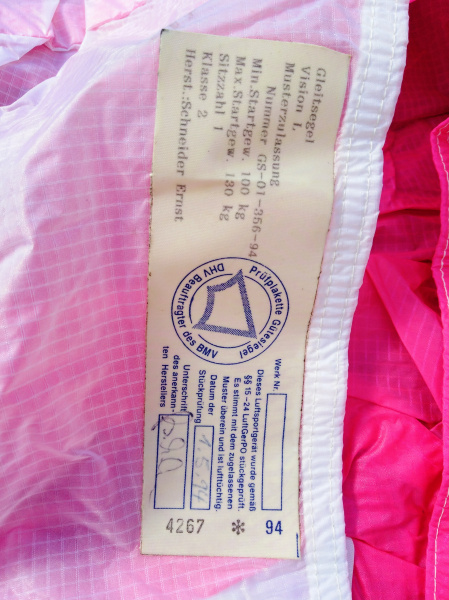 Gleitsegel
Vision L
Musterzulassung
Nummer GS-01-356-94
Min.Startgew. 100 kg
Max.Startgew. 130 kg
Sitzzahl 1
Klasse 2
Herst.:Schneider Ernst
Prüfplakette Gütesiegel
DHV Beauftragter des BMV
Werk Nr.
Dieses Luftsportgerät wurde gemäß
§§ 15-24 LuftGerPO stückgeprüft.
Es stimmt mit dem zugelassenen
Muster überein und ist lufttüchtig.
Datum der
Stückprüfung
1.5.94
Unterschrift
des anerkann-
ten Herstellers
4267 * 94